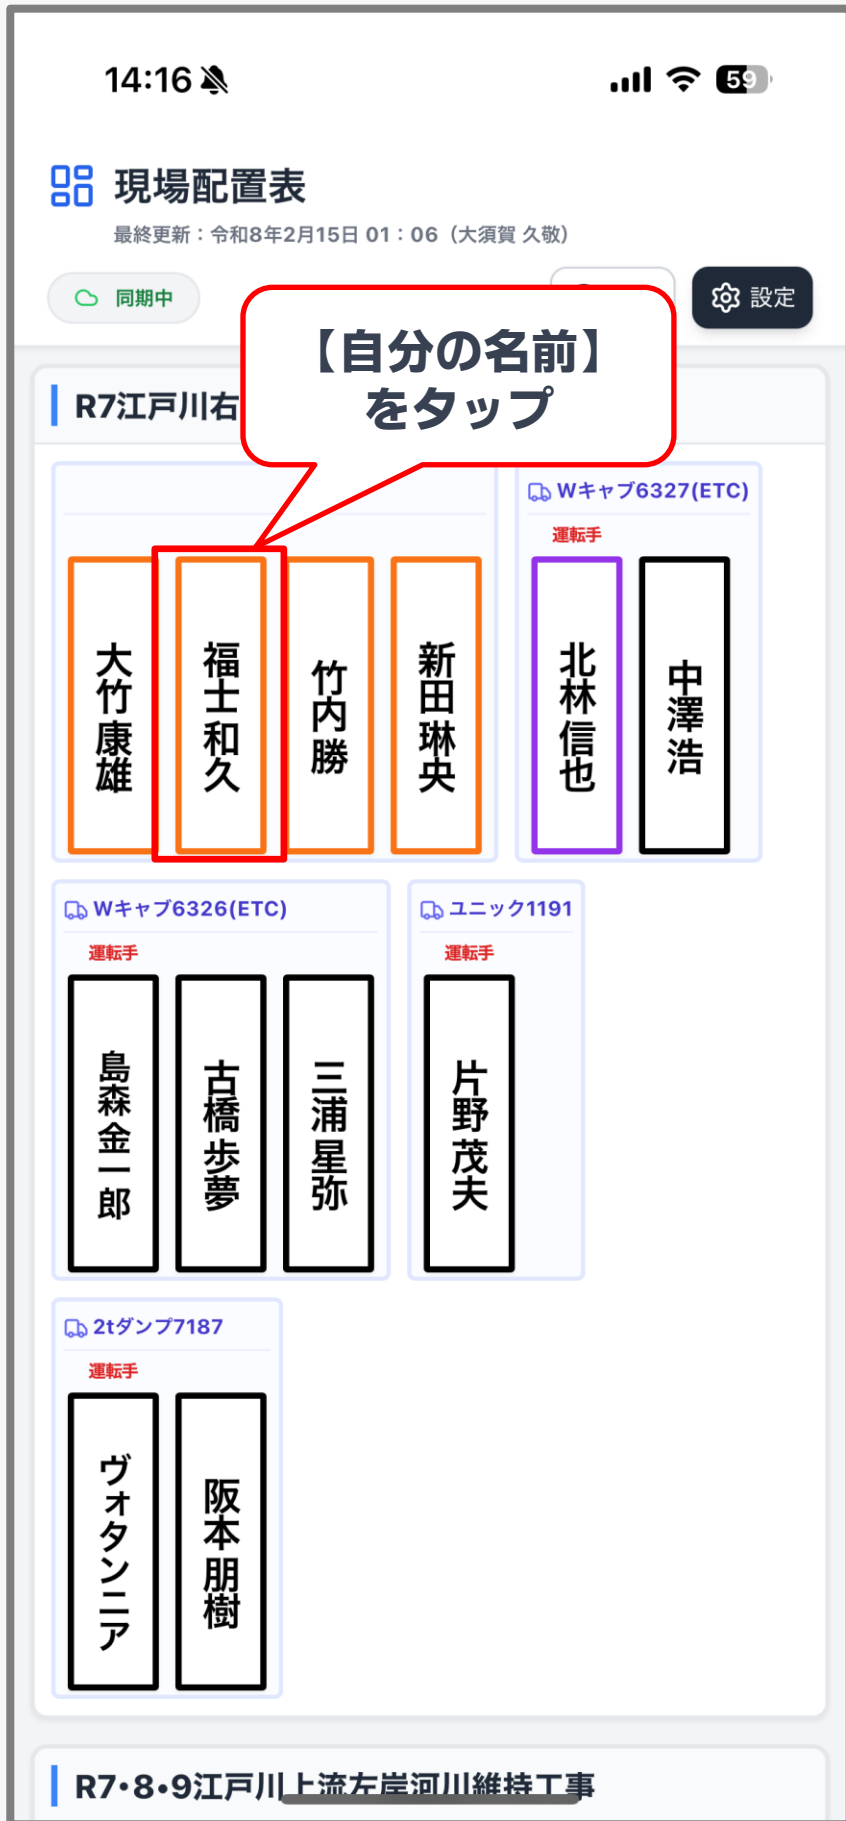 14:16
59
現場配置表
最終更新：令和8年2月15日 01：06（大須賀 久敬）
同期中
設定
【自分の名前】
をタップ
R7江戸川右
Wキャブ6327(ETC)
運転手
大竹 康雄
福士 和久
竹内 勝
新田 琳央
北林 信也
中澤 浩
Wキャブ6326(ETC)
ユニック1191
運転手
運転手
島森 金一郎
古橋 歩夢
三浦 星弥
片野 茂夫
2tダンプ7187
運転手
ヴォタンニア
阪本 朋樹
R7・8・9江戸川上流左岸河川維持工事